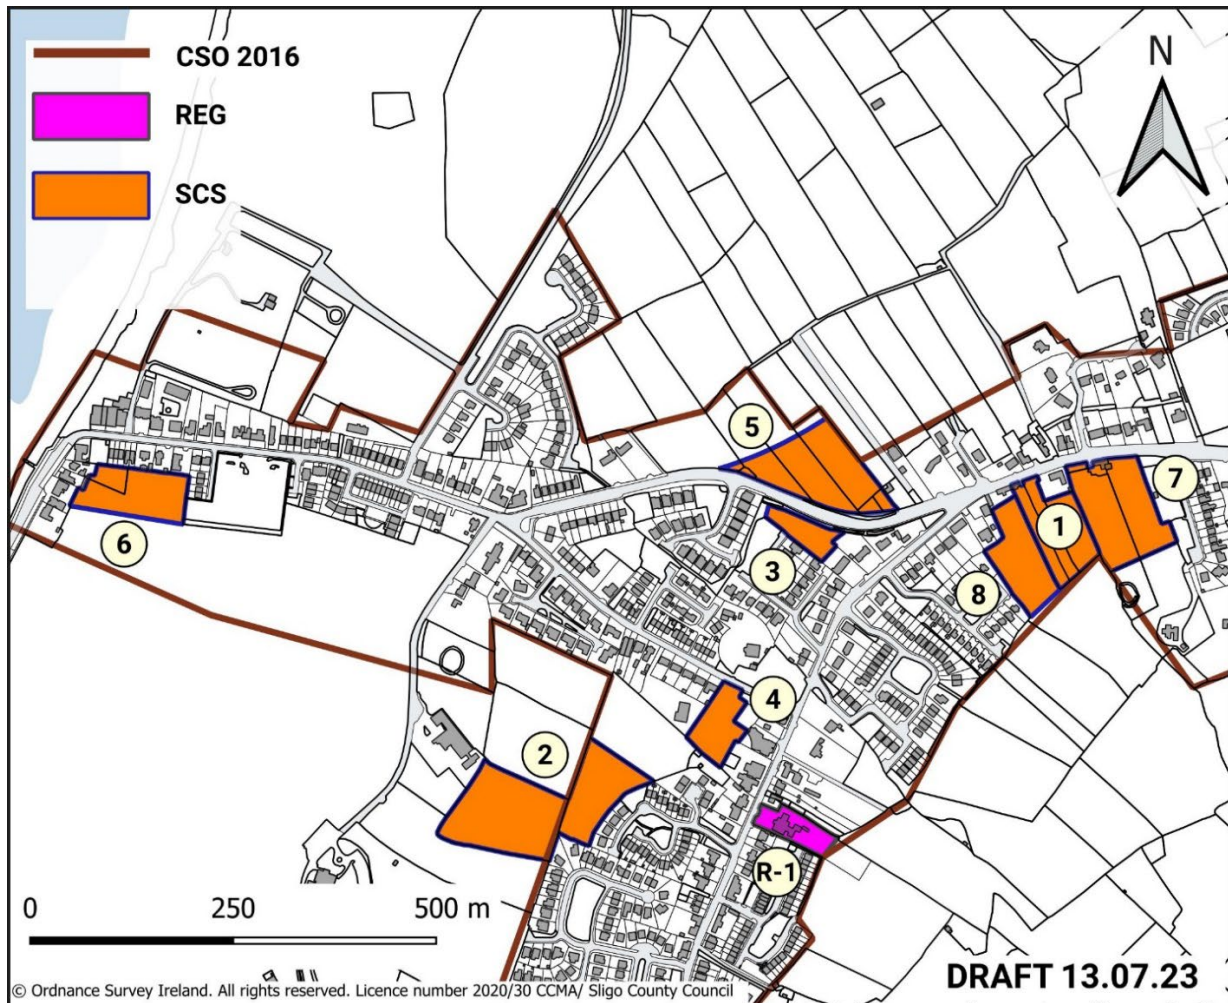 CSO 2016
REG
SCS
N
5
7
1
6
3
8
4
2
R-1
0 250 500 m
DRAFT 13.07.23
© Ordnance Survey Ireland. All rights reserved. Licence number 2020/30 CCMA/ Sligo County Council